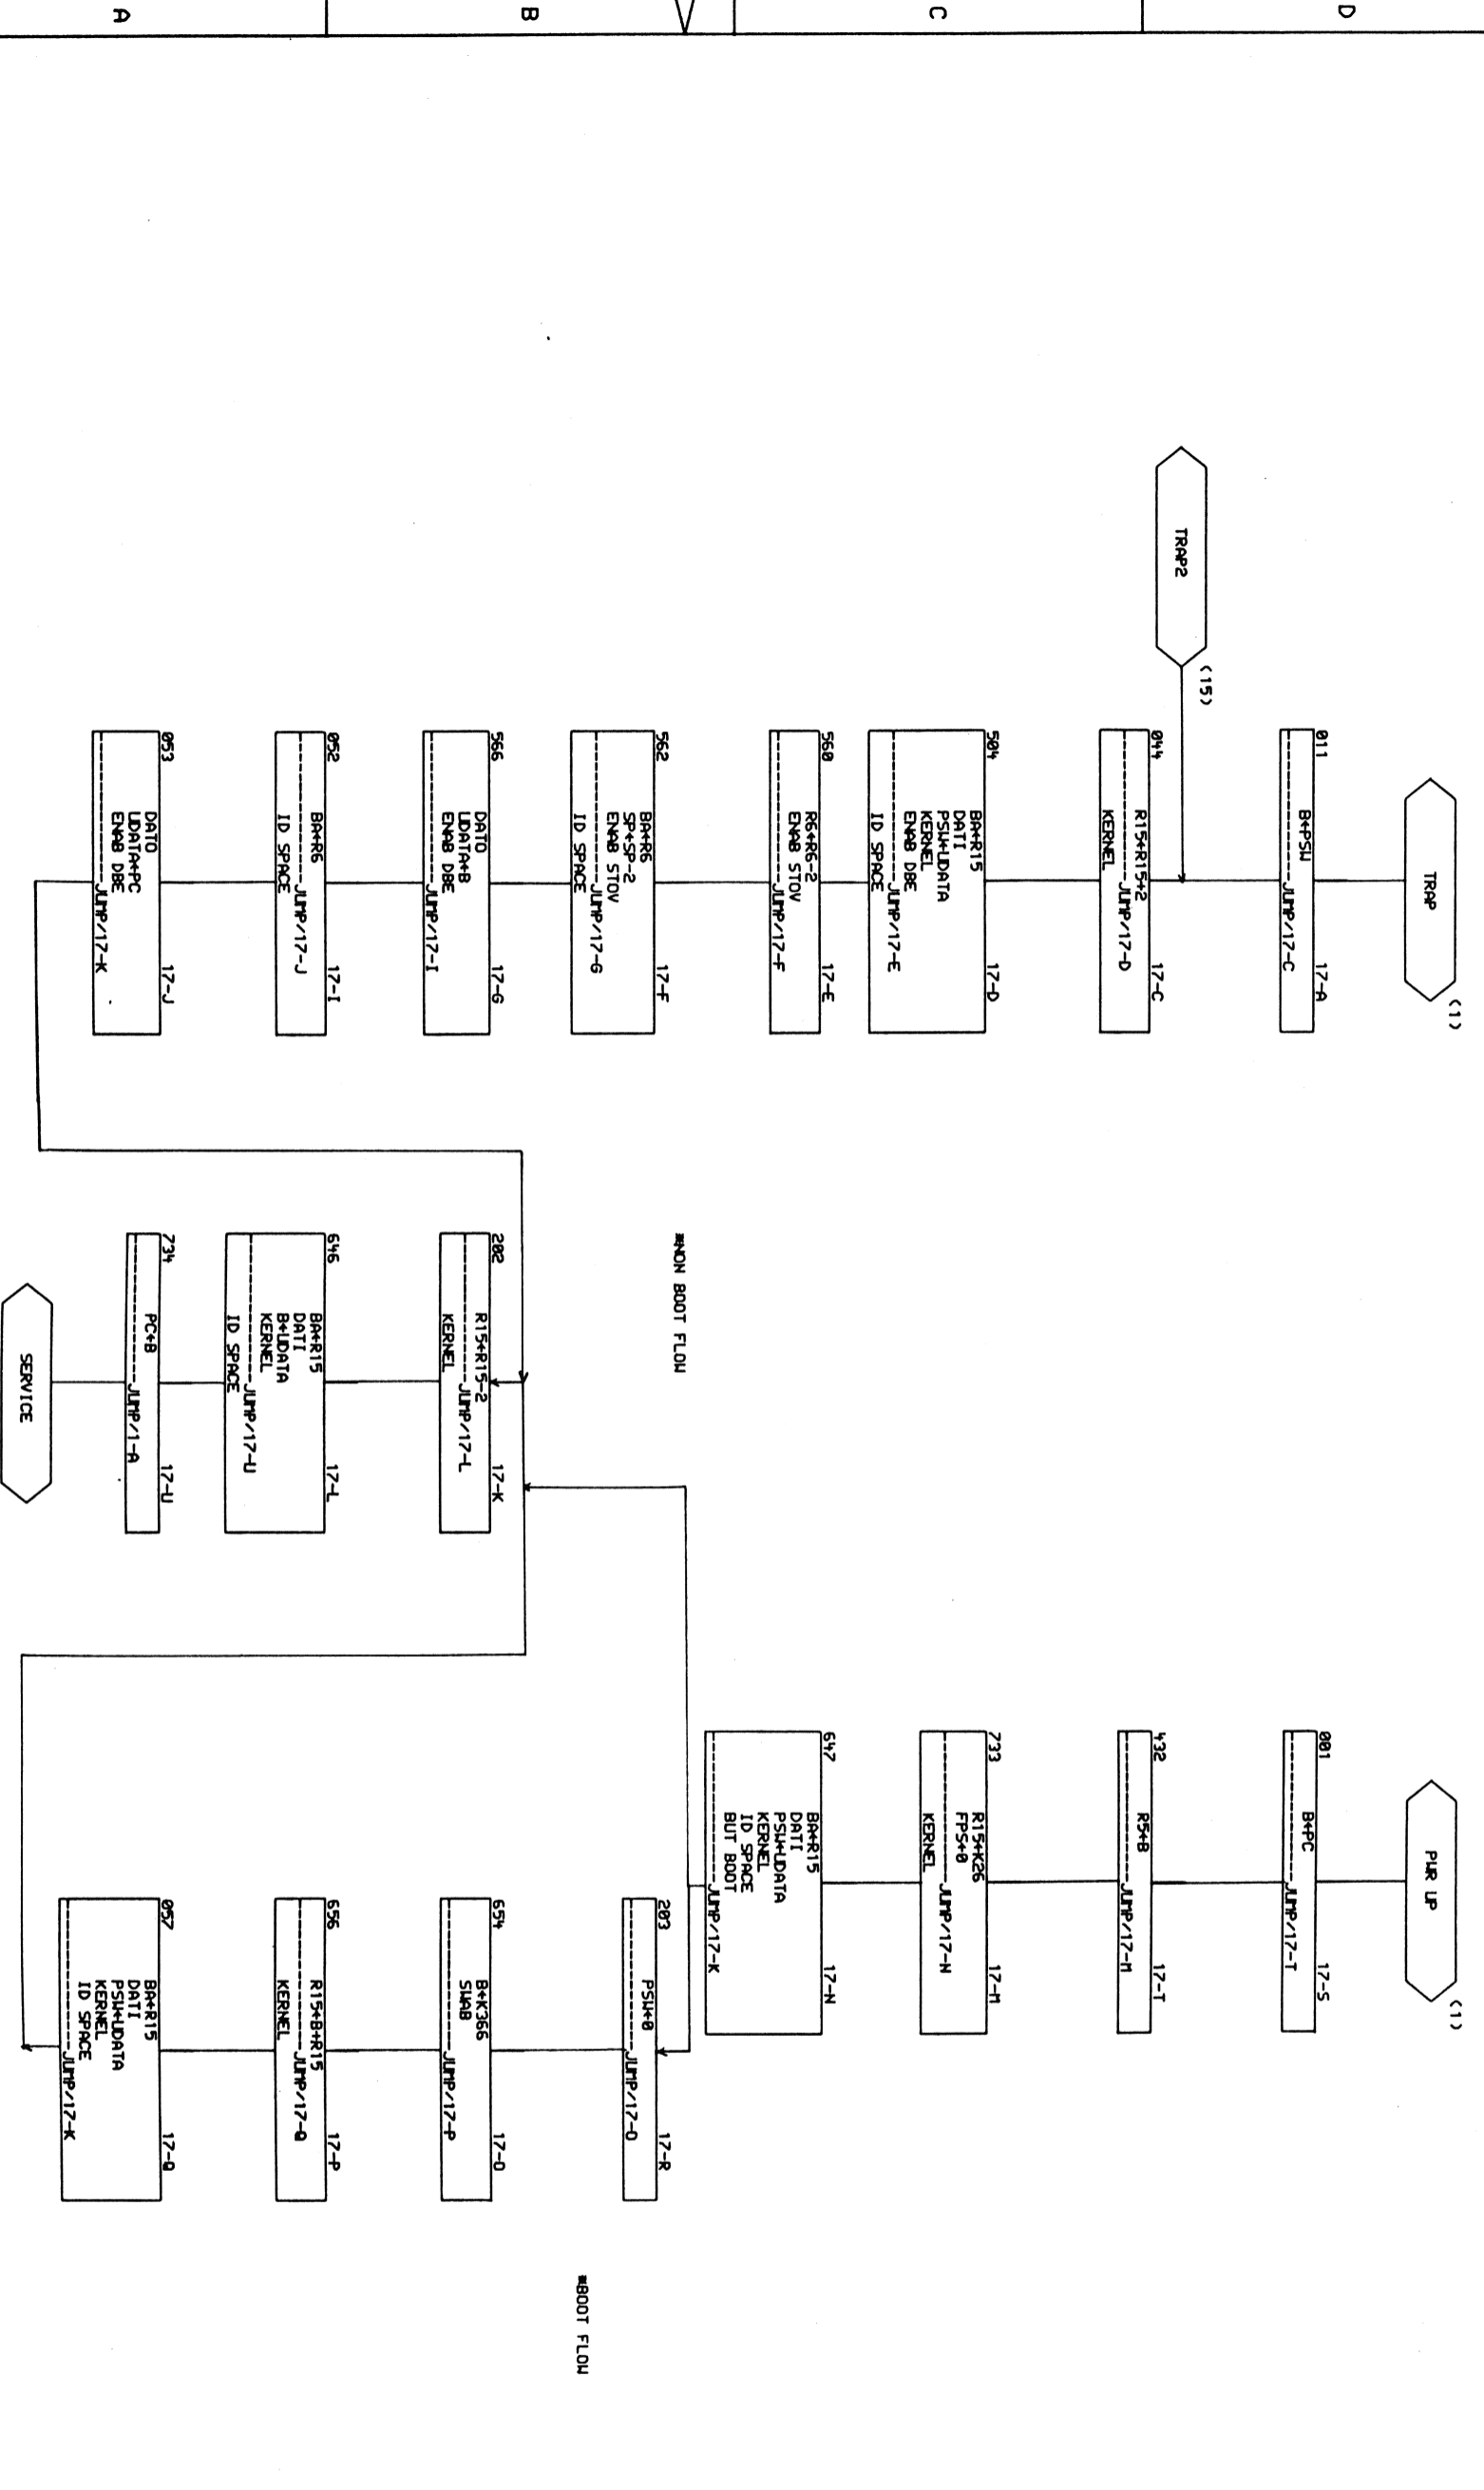 D
C
B
A
TRAP
(1)
011 17-A
B←PSW
JUMP/17-C
TRAP2
(15)
044 17-C
R15←R15+2
JUMP/17-D
KERNEL
504 17-D
BA←R15
DATI
PSW←UDATA
KERNEL
ENAB DBE
JUMP/17-E
ID SPACE
560 17-E
R6←R6-2
ENAB STOV
JUMP/17-F
562 17-F
BA←R6
SP←SP-2
ENAB STOV
JUMP/17-G
ID SPACE
566 17-G
DATO
UDATA←B
ENAB DBE
JUMP/17-I
052 17-I
BA←R6
JUMP/17-J
ID SPACE
053 17-J
DATO
UDATA←PC
ENAB DBE
JUMP/17-K
*NON BOOT FLOW
202 17-K
R15←R15-2
JUMP/17-L
KERNEL
646 17-L
BA←R15
DATI
B←UDATA
KERNEL
JUMP/17-U
ID SPACE
734 17-U
PC←B
JUMP/1-A
SERVICE
PWR UP
(1)
001 17-S
B←PC
JUMP/17-T
432 17-T
R5←B
JUMP/17-M
733 17-M
R15←K26
FPS←0
JUMP/17-N
KERNEL
647 17-N
BA←R15
DATI
PSW←UDATA
KERNEL
ID SPACE
BUT BOOT
JUMP/17-K
203 17-R
PSW←0
JUMP/17-O
654 17-O
B←K366
SWAB
JUMP/17-P
656 17-P
R15←B+R15
JUMP/17-Q
KERNEL
057 17-Q
BA←R15
DATI
PSW←UDATA
KERNEL
ID SPACE
JUMP/17-K
*BOOT FLOW